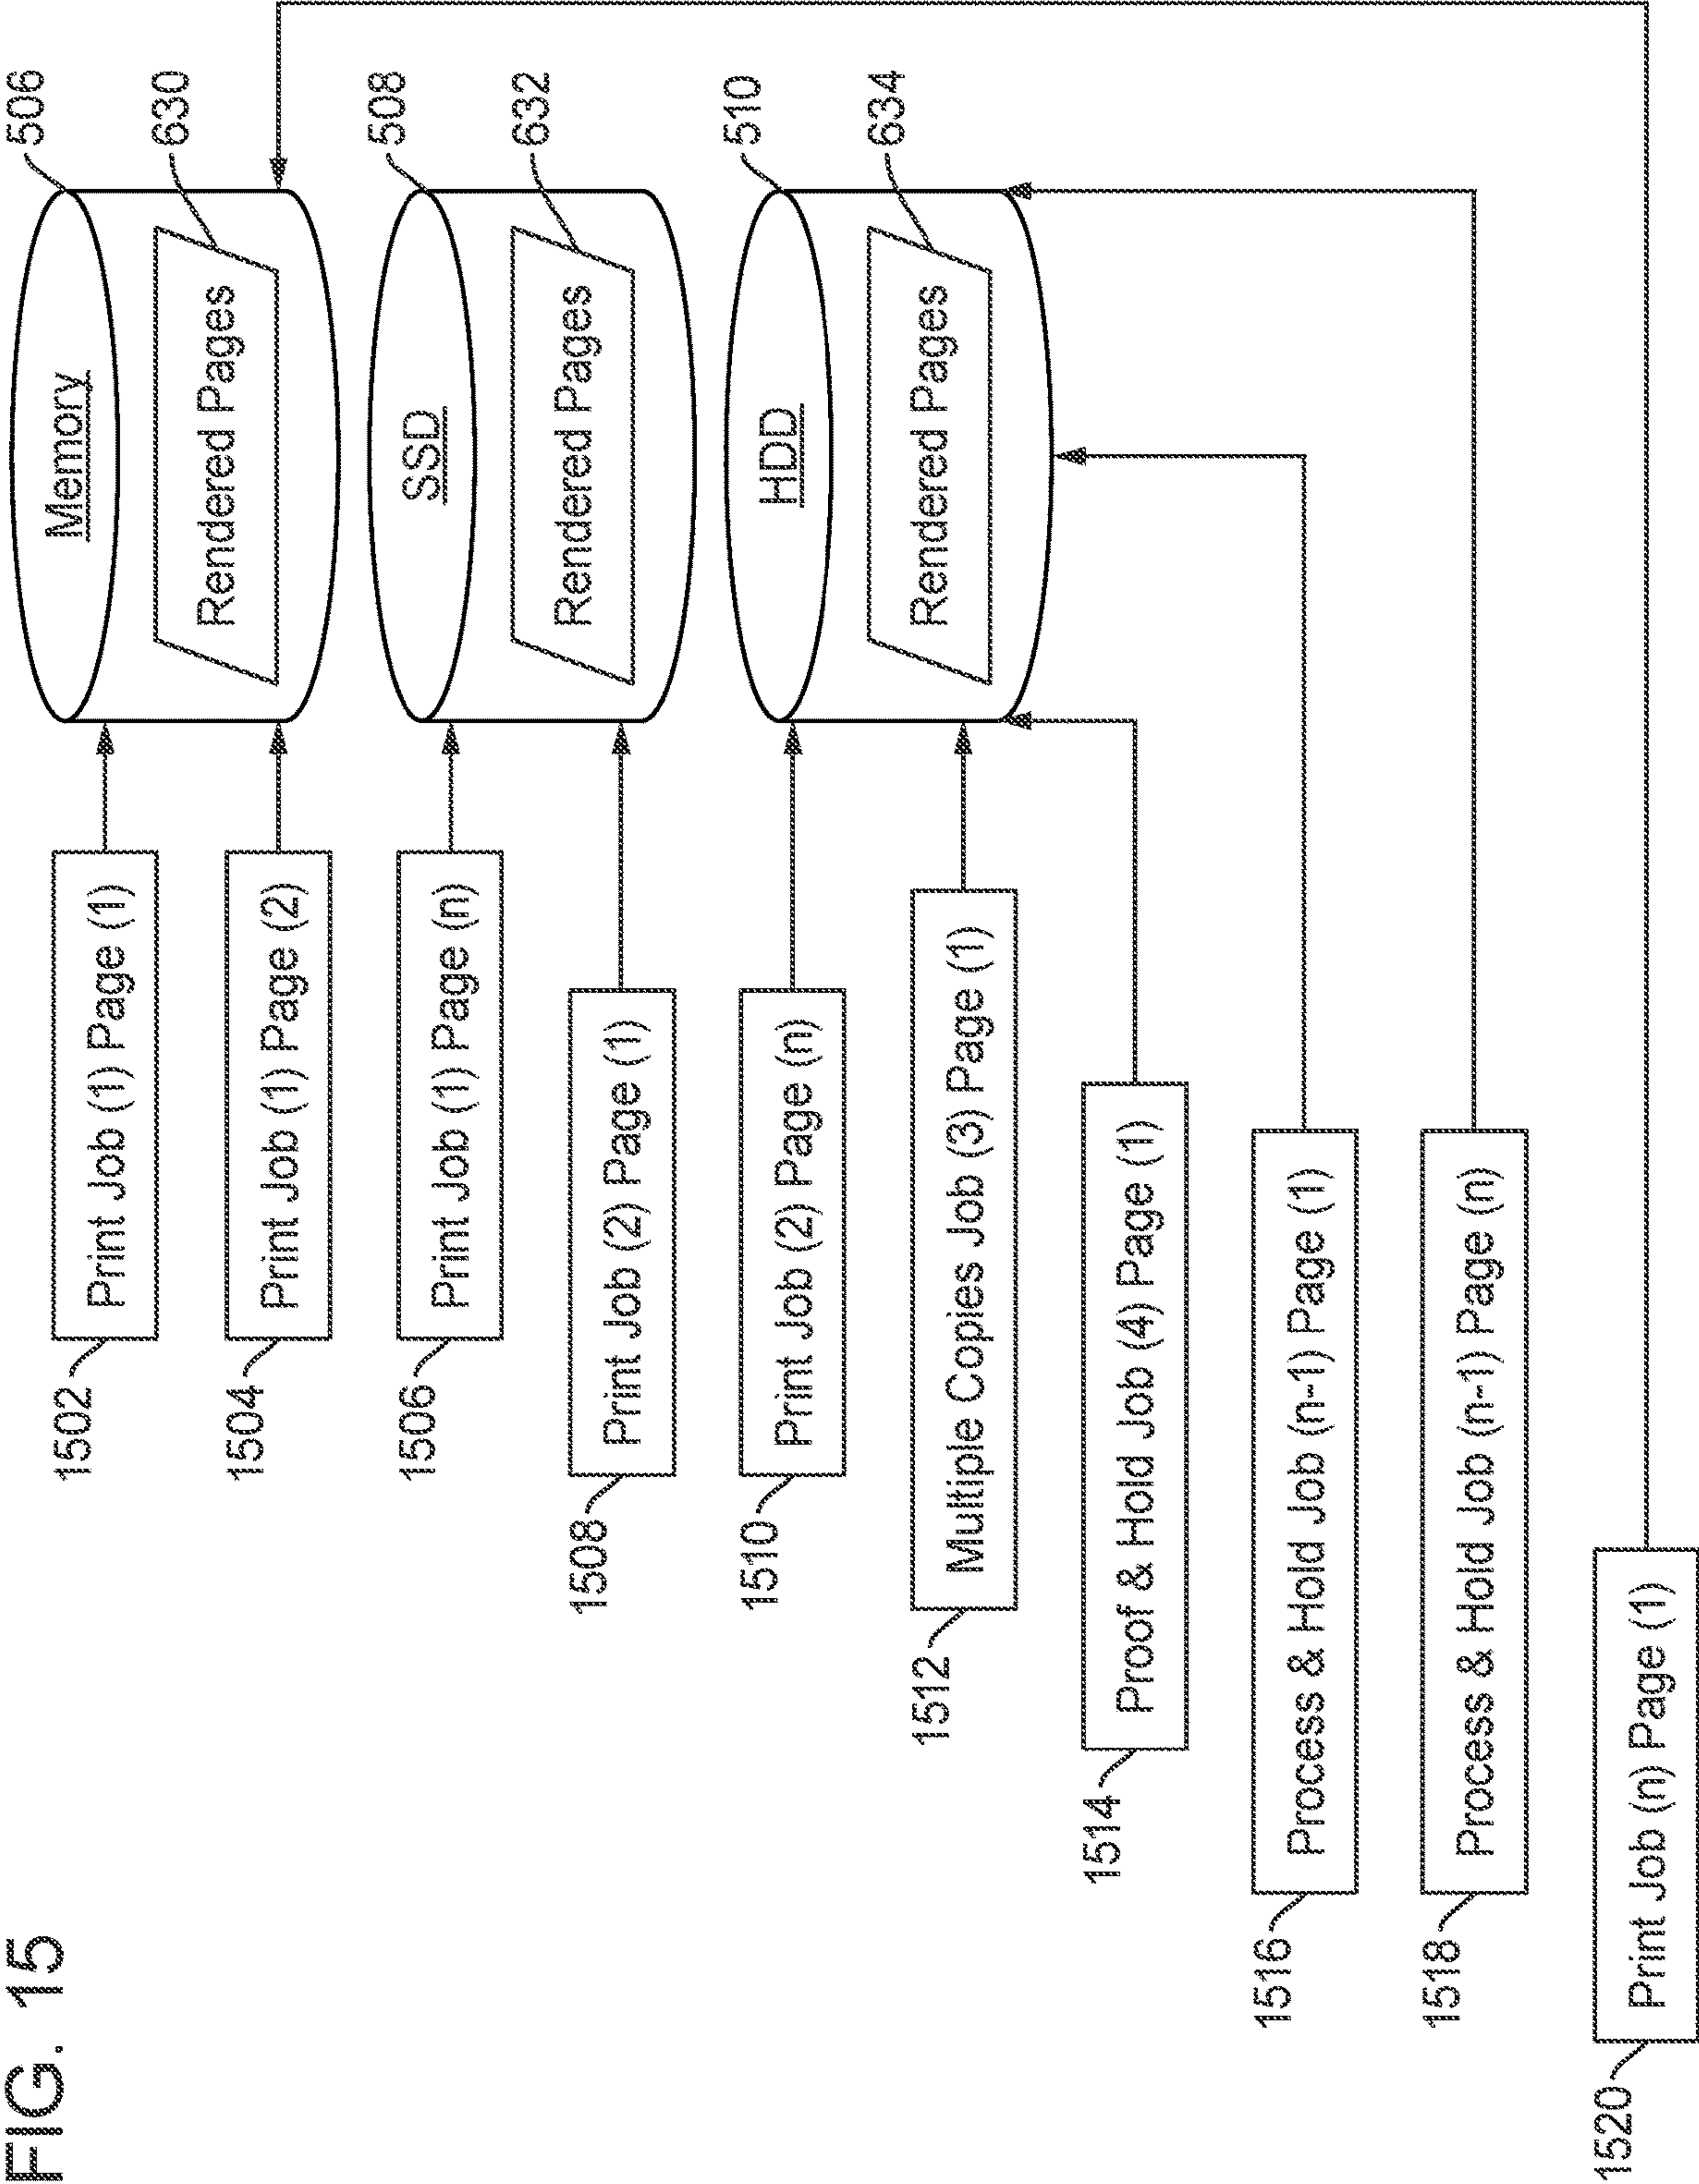 FIG. 15
1502
Print Job (1) Page (1)
1504
Print Job (1) Page (2)
1506
Print Job (1) Page (n)
1508
Print Job (2) Page (1)
1510
Print Job (2) Page (n)
1512
Multiple Copies Job (3) Page (1)
1514
Proof & Hold Job (4) Page (1)
1516
Process & Hold Job (n-1) Page (1)
1518
Process & Hold Job (n-1) Page (n)
1520
Print Job (n) Page (1)
Memory
506
Rendered Pages
630
SSD
508
Rendered Pages
632
HDD
510
Rendered Pages
634